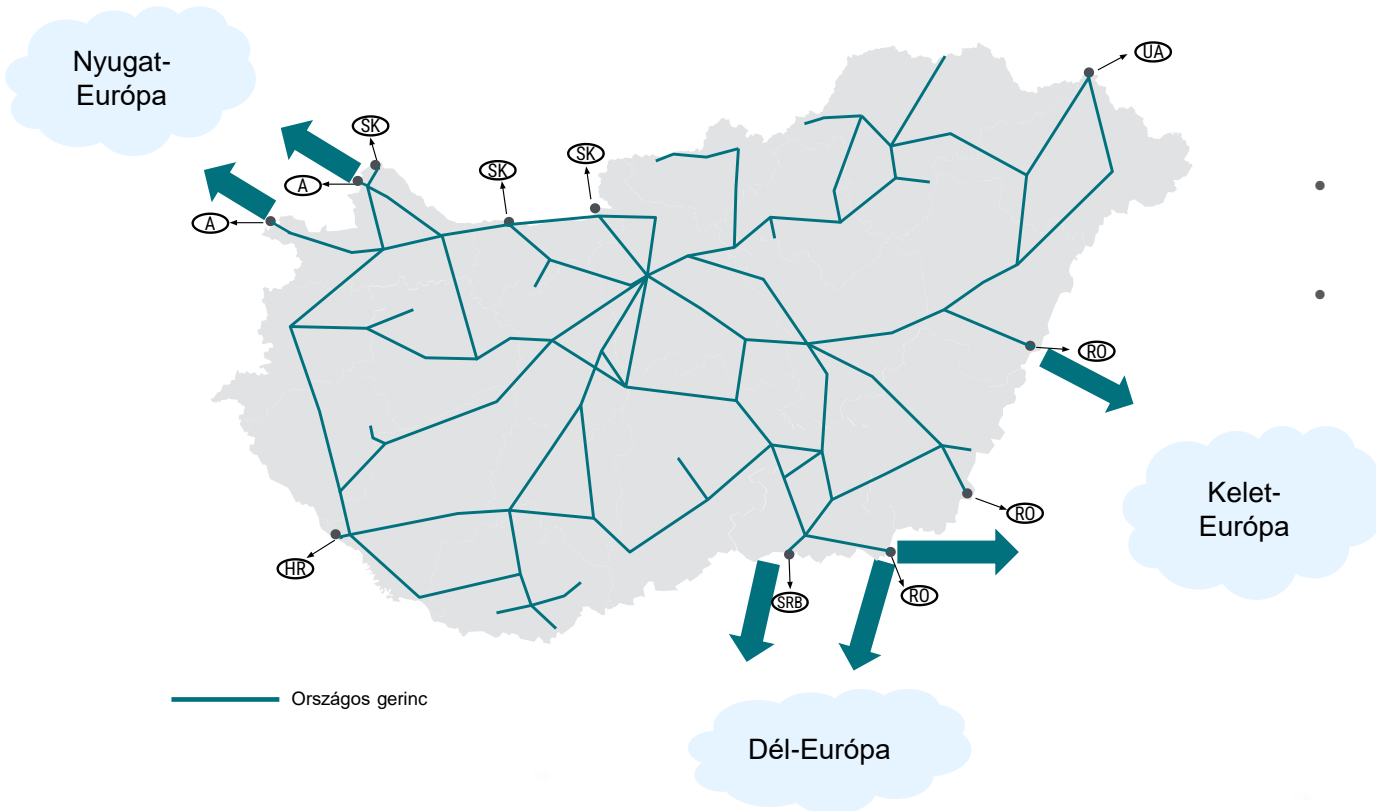 Nyugat-
Európa
UA
SK
SK
SK
A
A
RO
Kelet-
Európa
RO
HR
SRB
RO
Országos gerinc
Dél-Európa